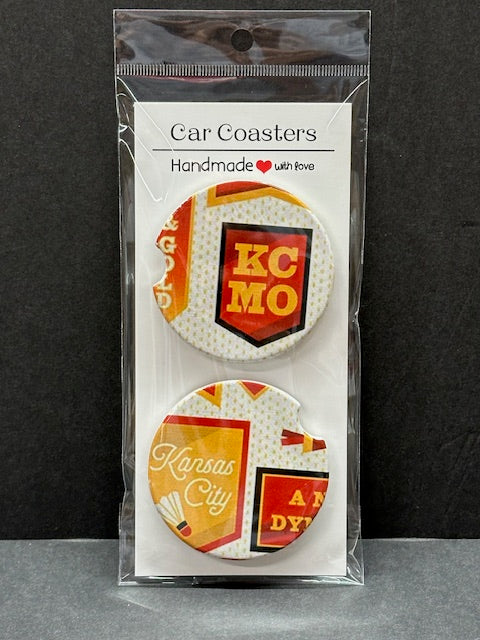 Car Coasters
Handmade with love
&
G
O
L
D
KC
MO
Kansas
City
A N
DY